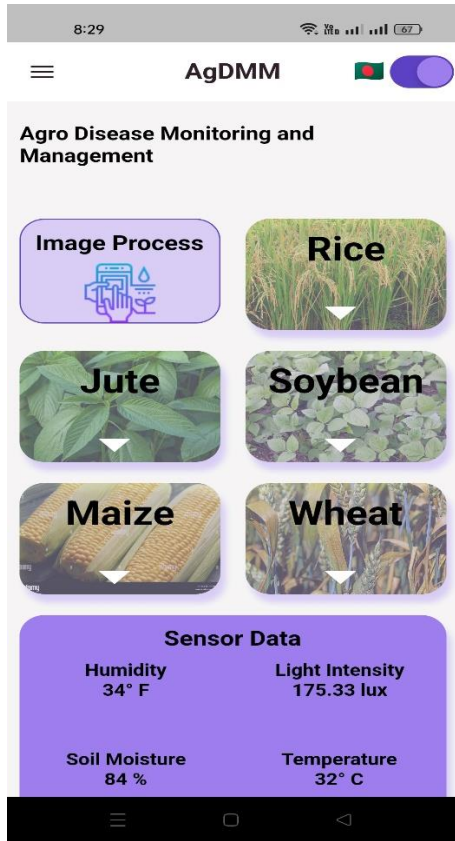 8:29
67
AgDMM
Agro Disease Monitoring and
Management
Image Process
Rice
Jute
Soybean
Maize
Wheat
Sensor Data
Humidity
34° F
Light Intensity
175.33 lux
Soil Moisture
84 %
Temperature
32° C